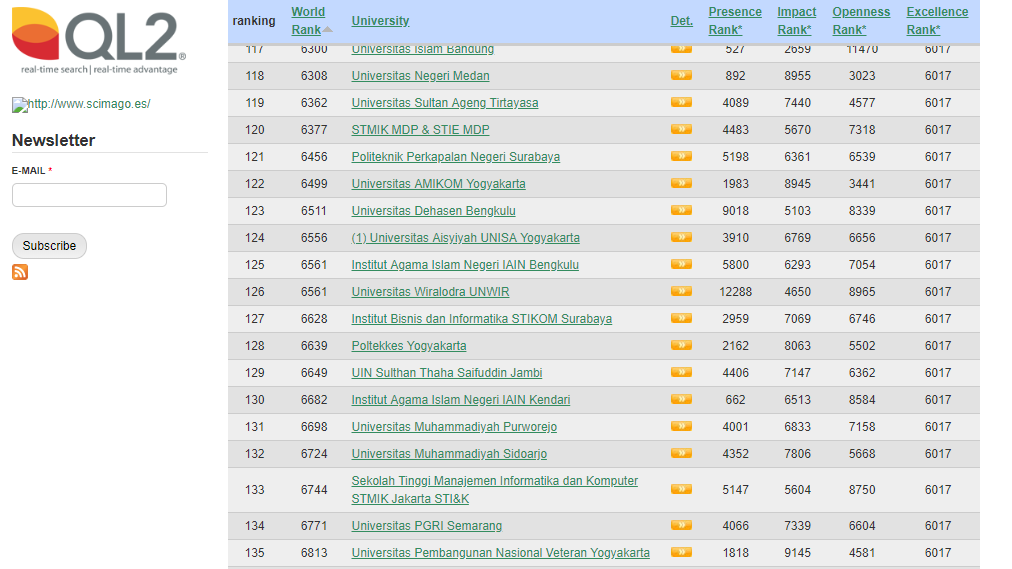 QL2®
real-time search | real-time advantage
http://www.scimago.es/
Newsletter
E-MAIL *
Subscribe
ranking World Rank University Det. Presence Rank* Impact Rank* Openness Rank* Excellence Rank*
117 6300 Universitas Islam Bandung 527 2659 11470 6017
118 6308 Universitas Negeri Medan 892 8955 3023 6017
119 6362 Universitas Sultan Ageng Tirtayasa 4089 7440 4577 6017
120 6377 STMIK MDP & STIE MDP 4483 5670 7318 6017
121 6456 Politeknik Perkapalan Negeri Surabaya 5198 6361 6539 6017
122 6499 Universitas AMIKOM Yogyakarta 1983 8945 3441 6017
123 6511 Universitas Dehasen Bengkulu 9018 5103 8339 6017
124 6556 (1) Universitas Aisyiyah UNISA Yogyakarta 3910 6769 6656 6017
125 6561 Institut Agama Islam Negeri IAIN Bengkulu 5800 6293 7054 6017
126 6561 Universitas Wiralodra UNWIR 12288 4650 8965 6017
127 6628 Institut Bisnis dan Informatika STIKOM Surabaya 2959 7069 6746 6017
128 6639 Poltekkes Yogyakarta 2162 8063 5502 6017
129 6649 UIN Sulthan Thaha Saifuddin Jambi 4406 7147 6362 6017
130 6682 Institut Agama Islam Negeri IAIN Kendari 662 6513 8584 6017
131 6698 Universitas Muhammadiyah Purworejo 4001 6833 7158 6017
132 6724 Universitas Muhammadiyah Sidoarjo 4352 7806 5668 6017
133 6744 Sekolah Tinggi Manajemen Informatika dan Komputer STMIK Jakarta STI&K 5147 5604 8750 6017
134 6771 Universitas PGRI Semarang 4066 7339 6604 6017
135 6813 Universitas Pembangunan Nasional Veteran Yogyakarta 1818 9145 4581 6017